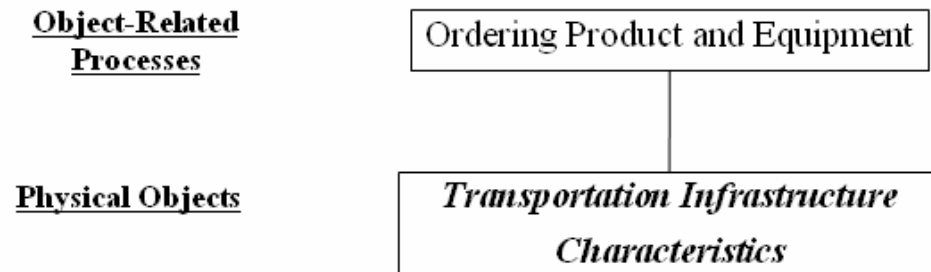 Object-Related
Processes
Ordering Product and Equipment
Physical Objects
Transportation Infrastructure
Characteristics